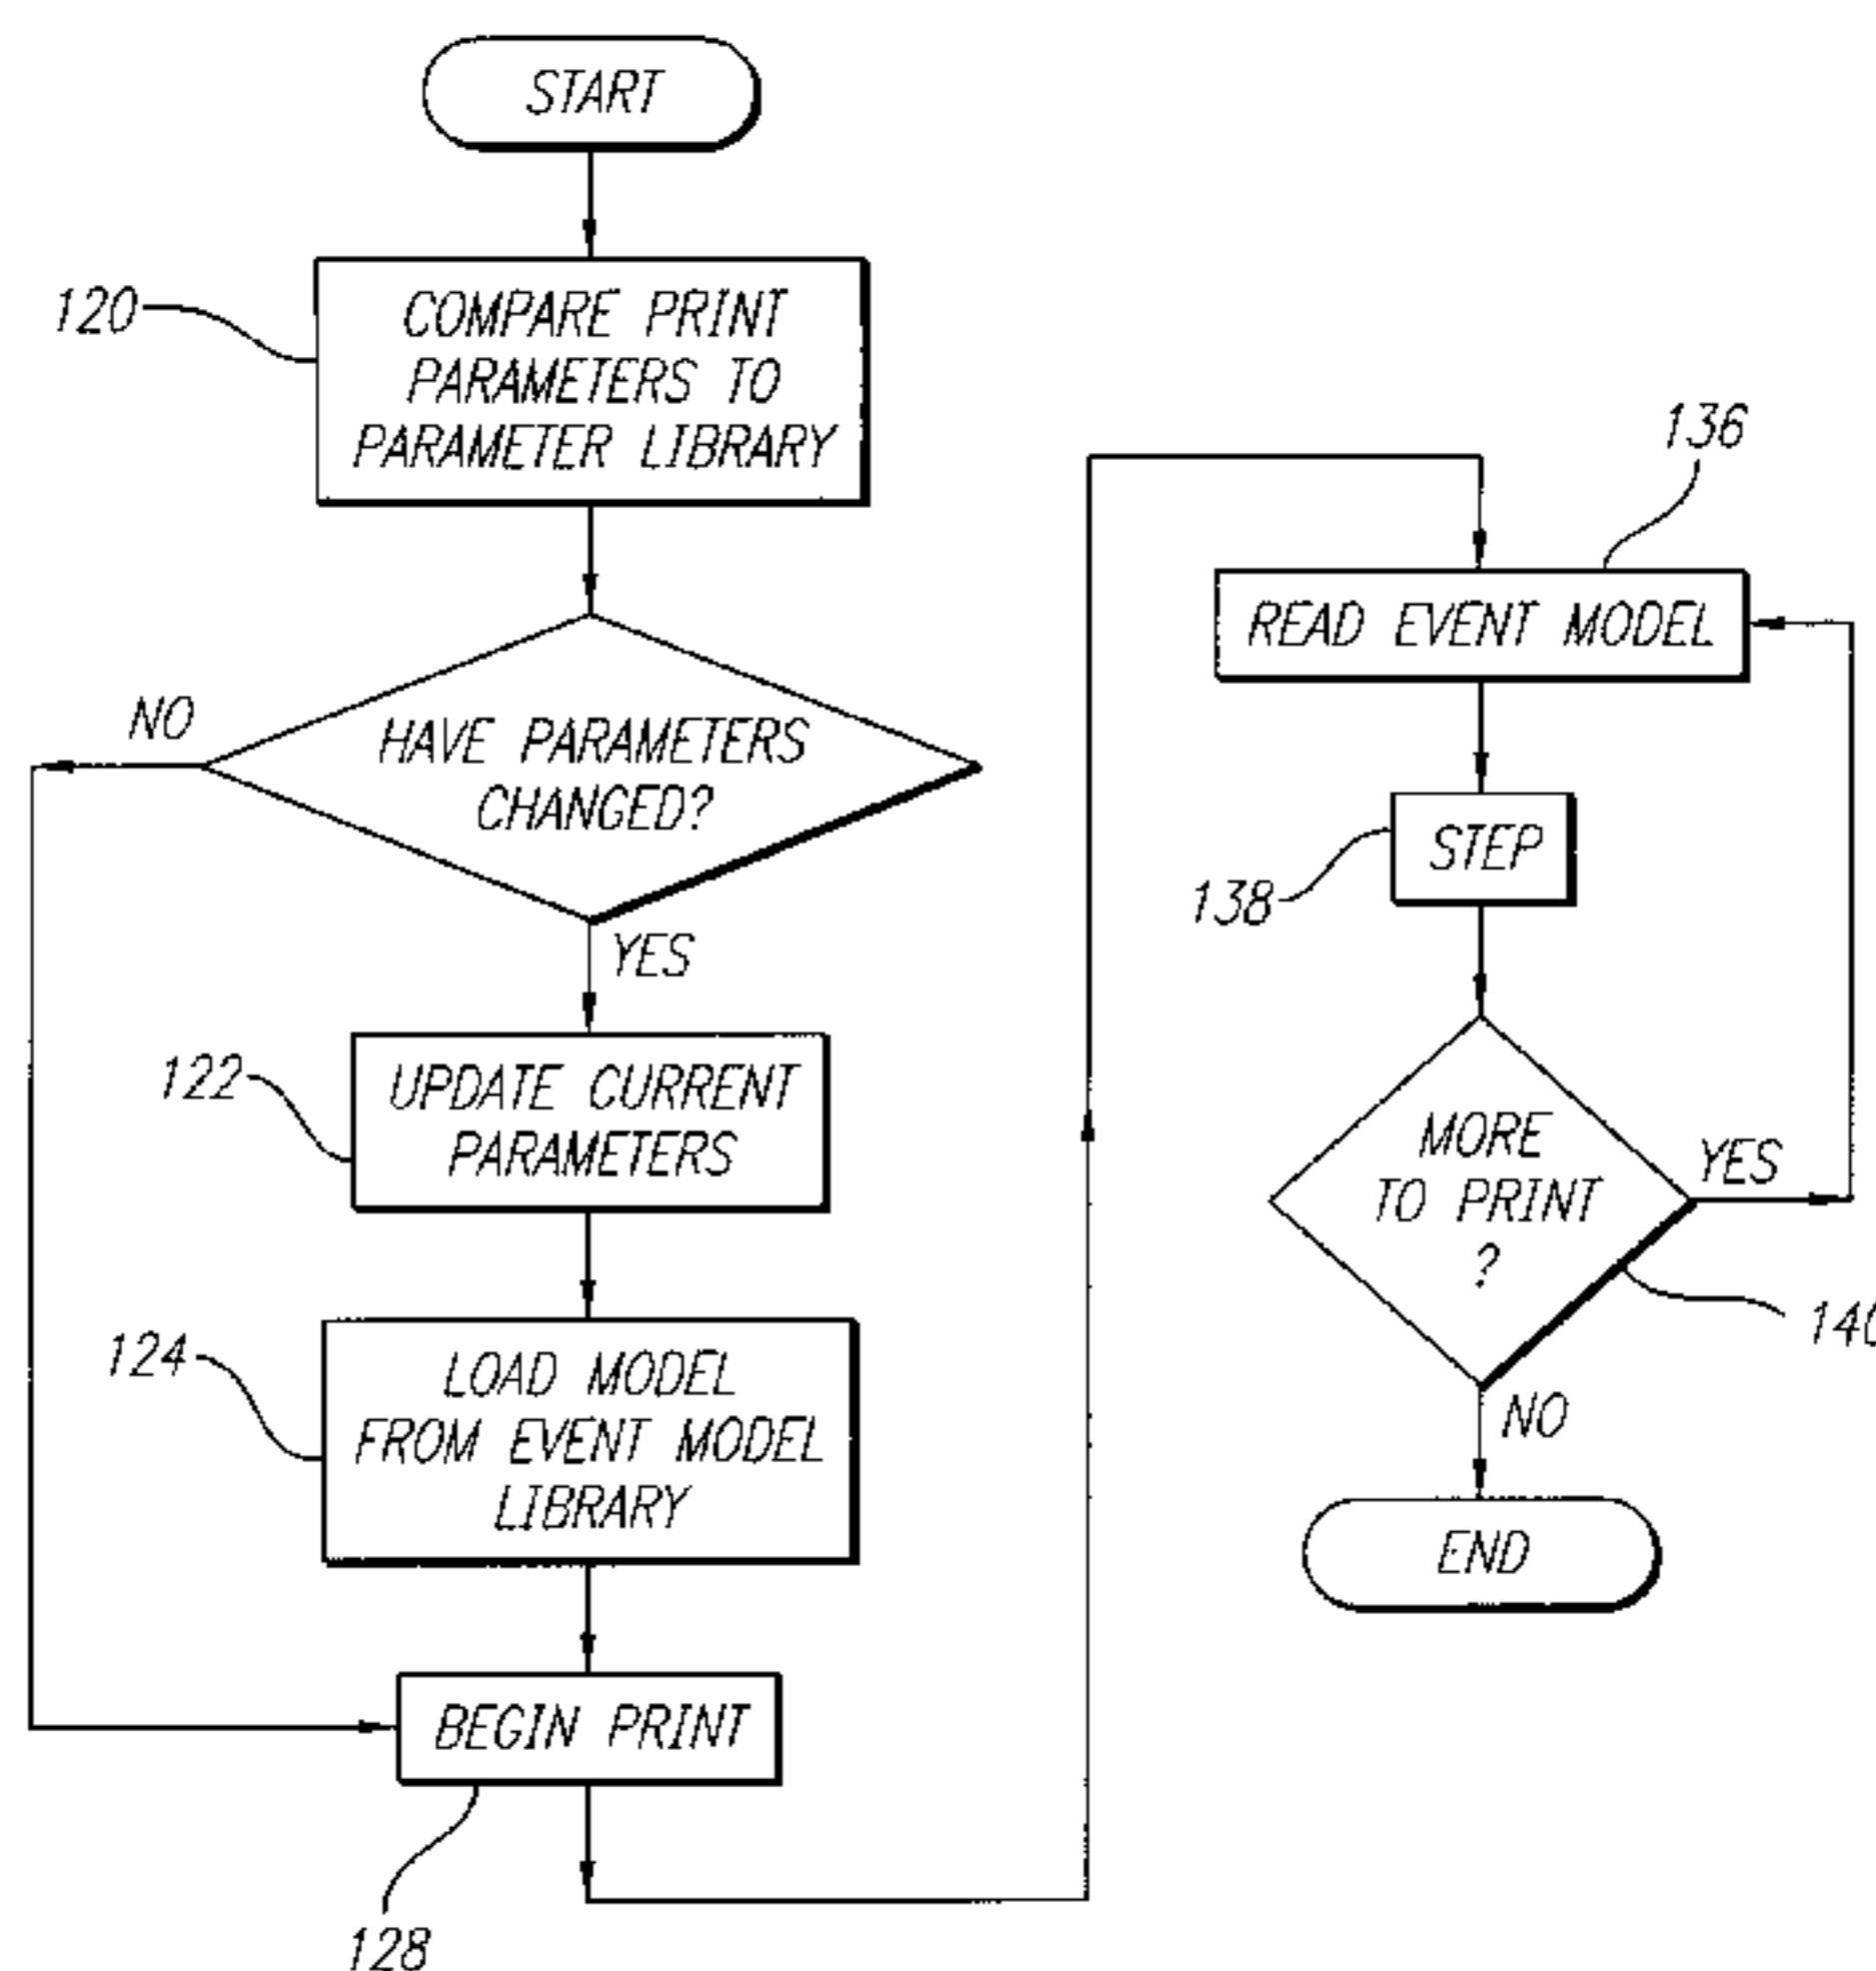 START
120
COMPARE PRINT
PARAMETERS TO
PARAMETER LIBRARY
NO
HAVE PARAMETERS
CHANGED?
YES
122
UPDATE CURRENT
PARAMETERS
124
LOAD MODEL
FROM EVENT MODEL
LIBRARY
BEGIN PRINT
128
136
READ EVENT MODEL
138
STEP
MORE
TO PRINT
?
YES
140
NO
END